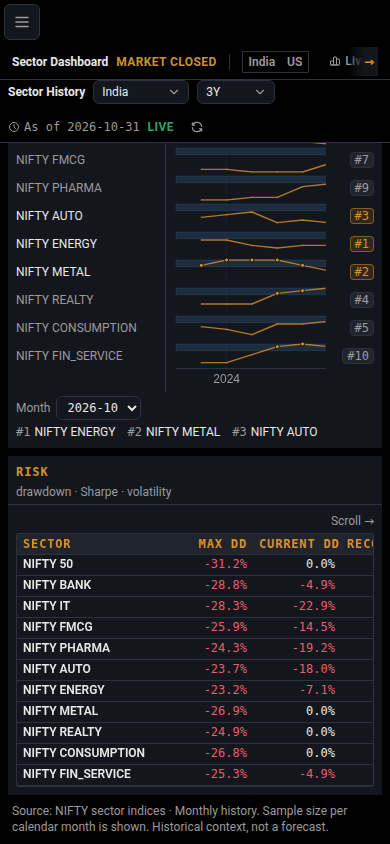 Sector Dashboard MARKET CLOSED India US Liv →
Sector History India 3Y
As of 2026-10-31 LIVE
NIFTY FMCG #7
NIFTY PHARMA #9
NIFTY AUTO #3
NIFTY ENERGY #1
NIFTY METAL #2
NIFTY REALTY #4
NIFTY CONSUMPTION #5
NIFTY FIN_SERVICE #10
2024
Month 2026-10
#1 NIFTY ENERGY #2 NIFTY METAL #3 NIFTY AUTO
RISK
drawdown · Sharpe · volatility
Scroll →
SECTOR MAX DD CURRENT DD RECO
NIFTY 50 -31.2% 0.0%
NIFTY BANK -28.8% -4.9%
NIFTY IT -28.3% -22.9%
NIFTY FMCG -25.9% -14.5%
NIFTY PHARMA -24.3% -19.2%
NIFTY AUTO -23.7% -18.0%
NIFTY ENERGY -23.2% -7.1%
NIFTY METAL -26.9% 0.0%
NIFTY REALTY -24.9% 0.0%
NIFTY CONSUMPTION -26.8% 0.0%
NIFTY FIN_SERVICE -25.3% -4.9%
Source: NIFTY sector indices · Monthly history. Sample size per
calendar month is shown. Historical context, not a forecast.